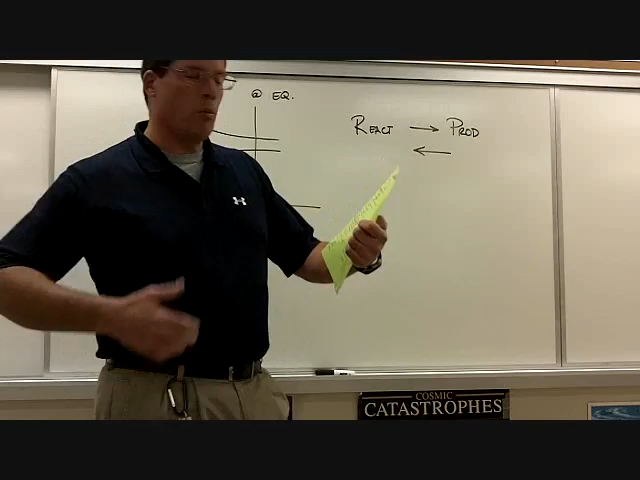 @ EQ.
REACT → PROD
←
COSMIC
CATASTROPHES